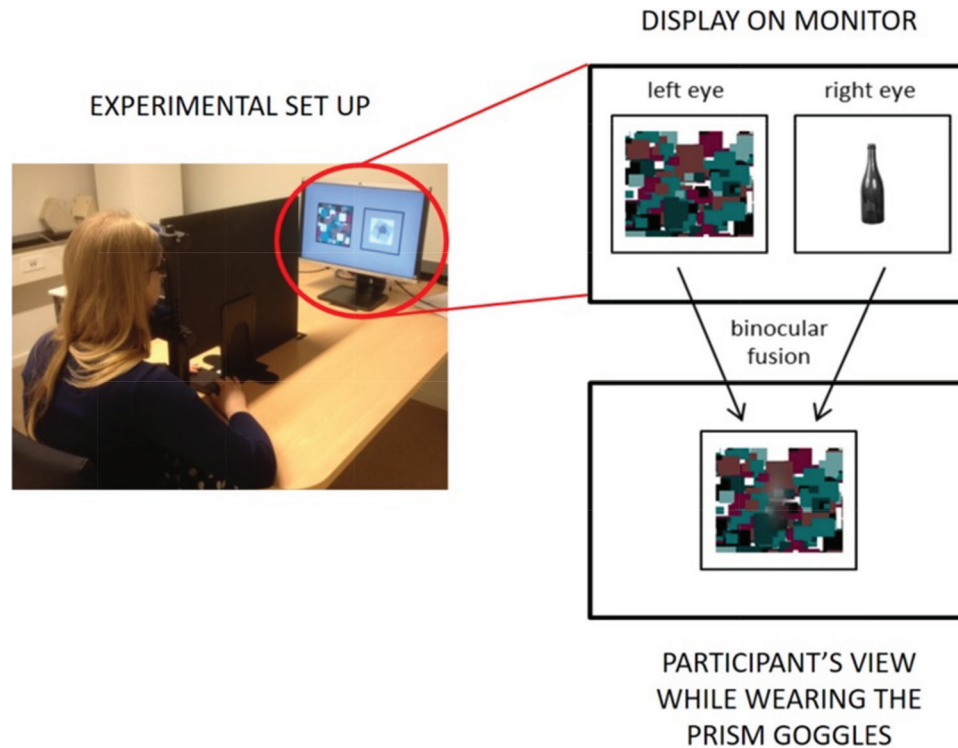 DISPLAY ON MONITOR
EXPERIMENTAL SET UP
left eye
right eye
binocular
fusion
PARTICIPANT'S VIEW
WHILE WEARING THE
PRISM GOGGLES